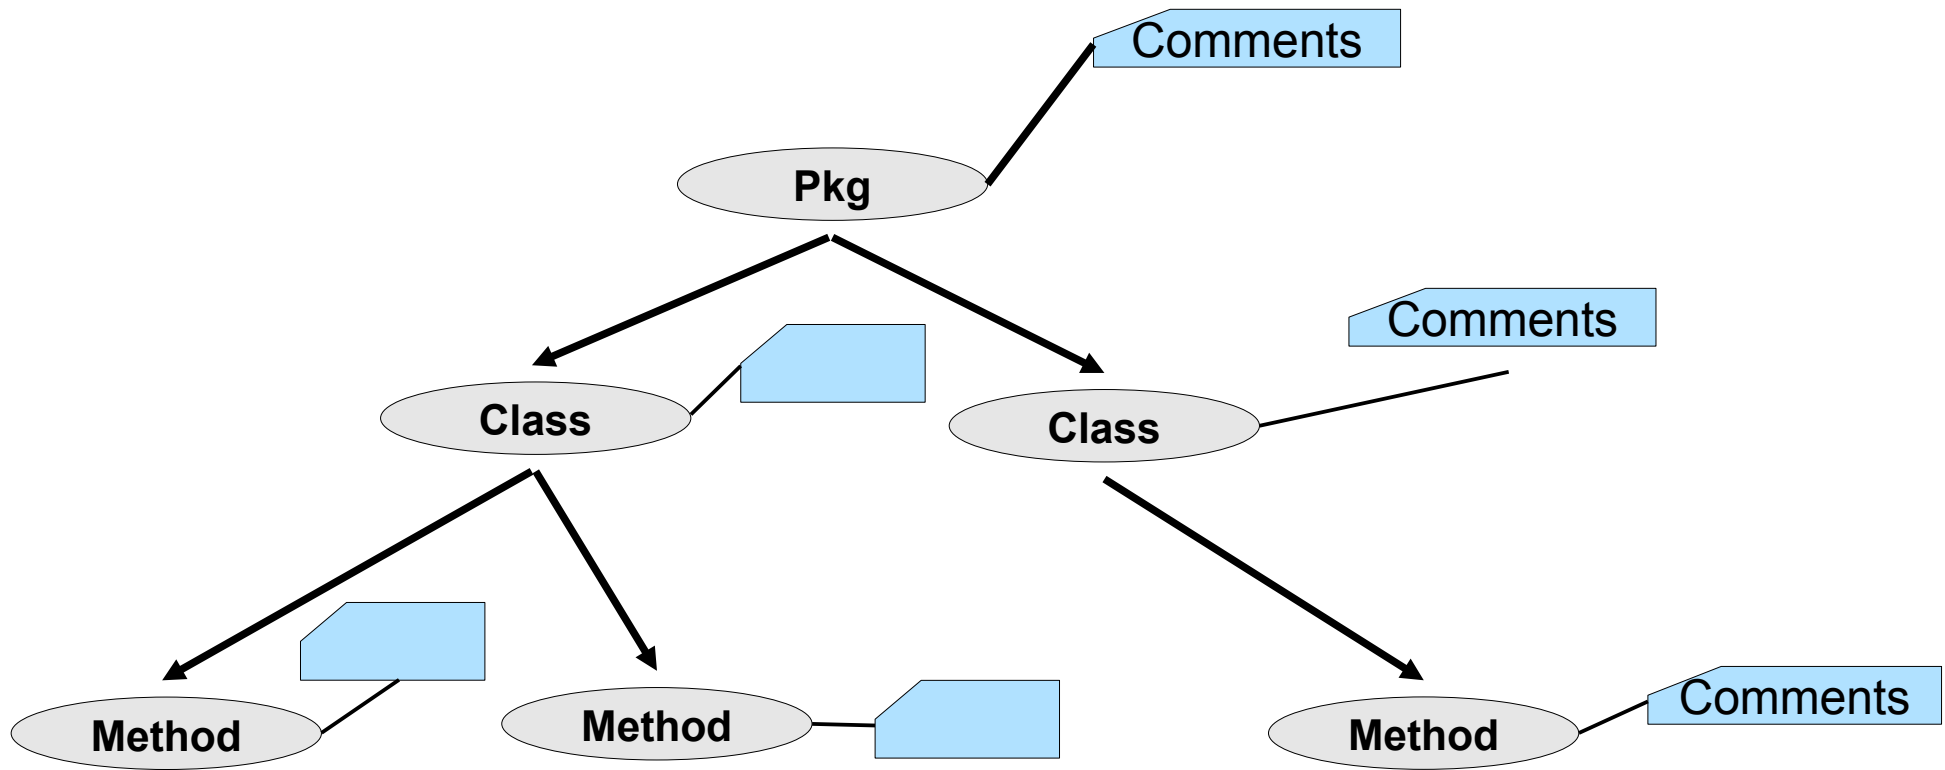 Comments
Pkg
Comments
Class
Class
Method
Method
Method
Comments